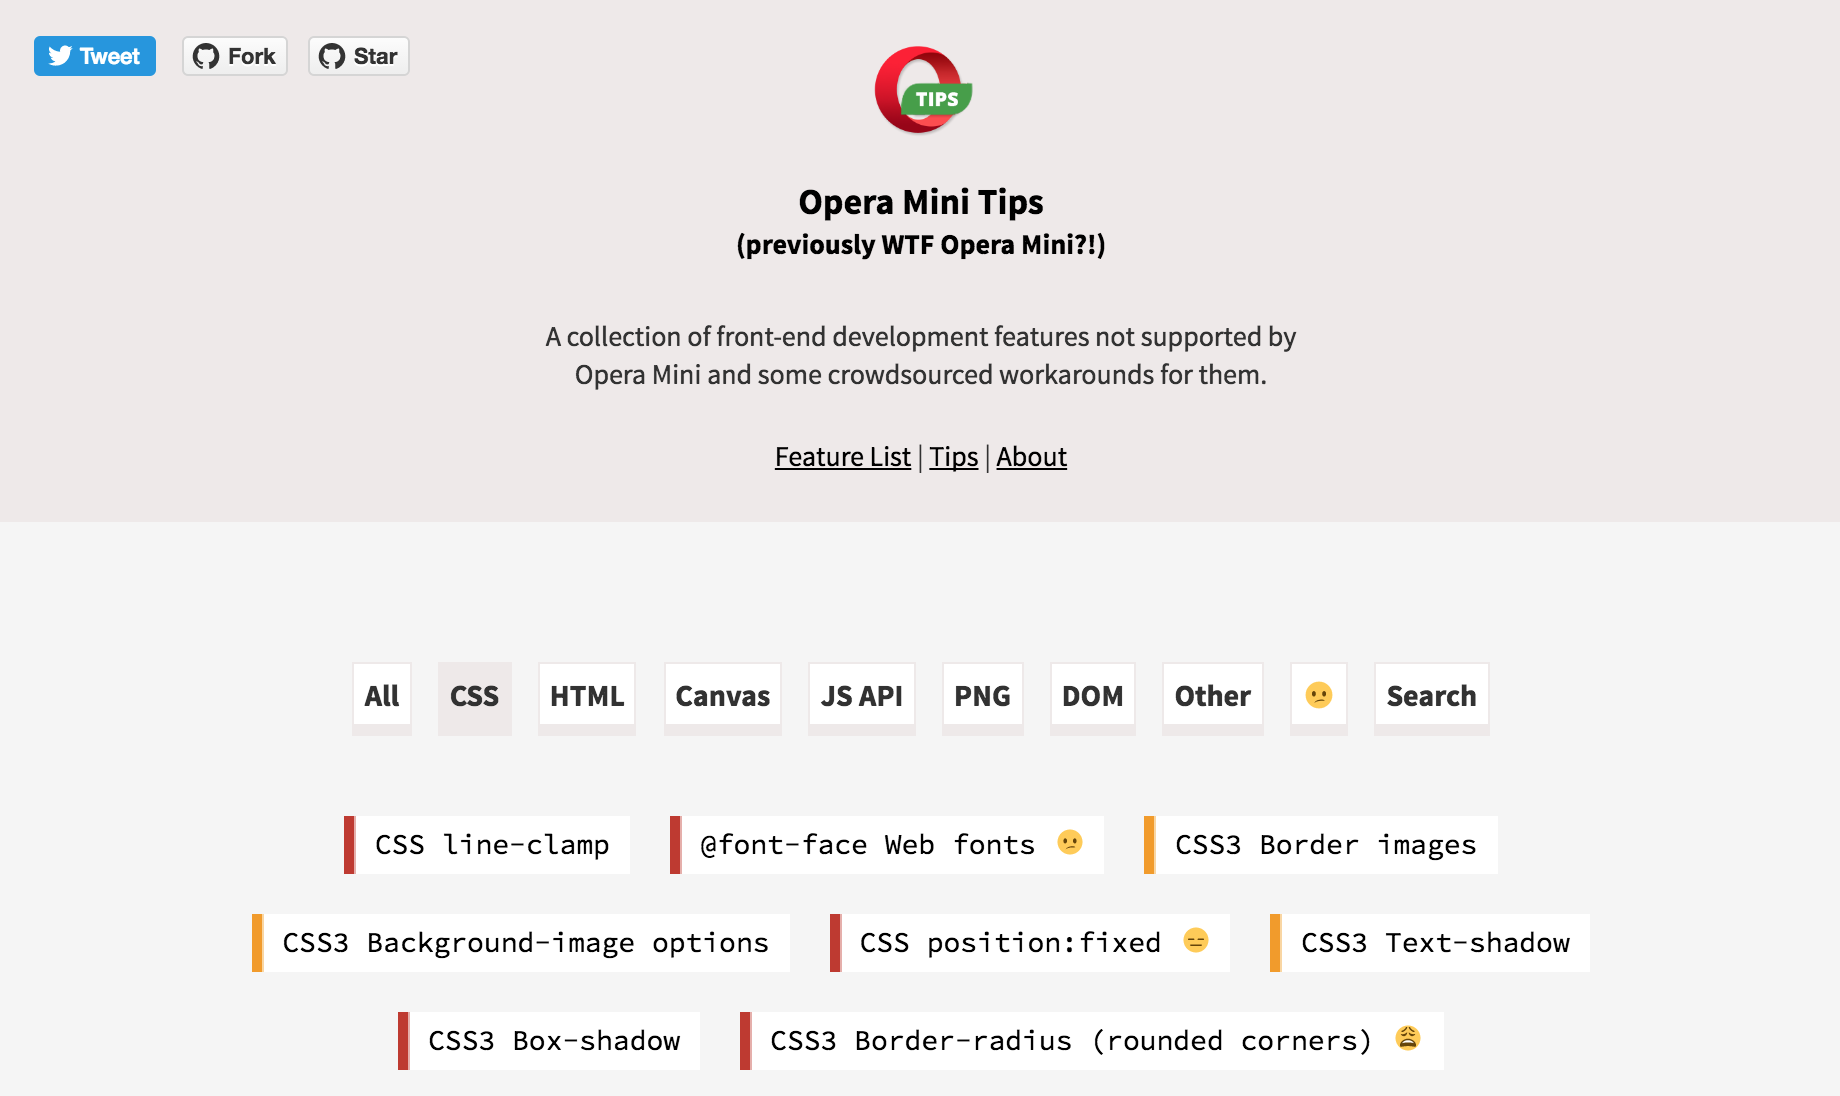 Tweet Fork Star
TIPS
Opera Mini Tips
(previously WTF Opera Mini?!)
A collection of front-end development features not supported by
Opera Mini and some crowdsourced workarounds for them.
Feature List | Tips | About
All CSS HTML Canvas JS API PNG DOM Other 😕 Search
CSS line-clamp @font-face Web fonts 😕 CSS3 Border images
CSS3 Background-image options CSS position:fixed 😑 CSS3 Text-shadow
CSS3 Box-shadow CSS3 Border-radius (rounded corners) 😩